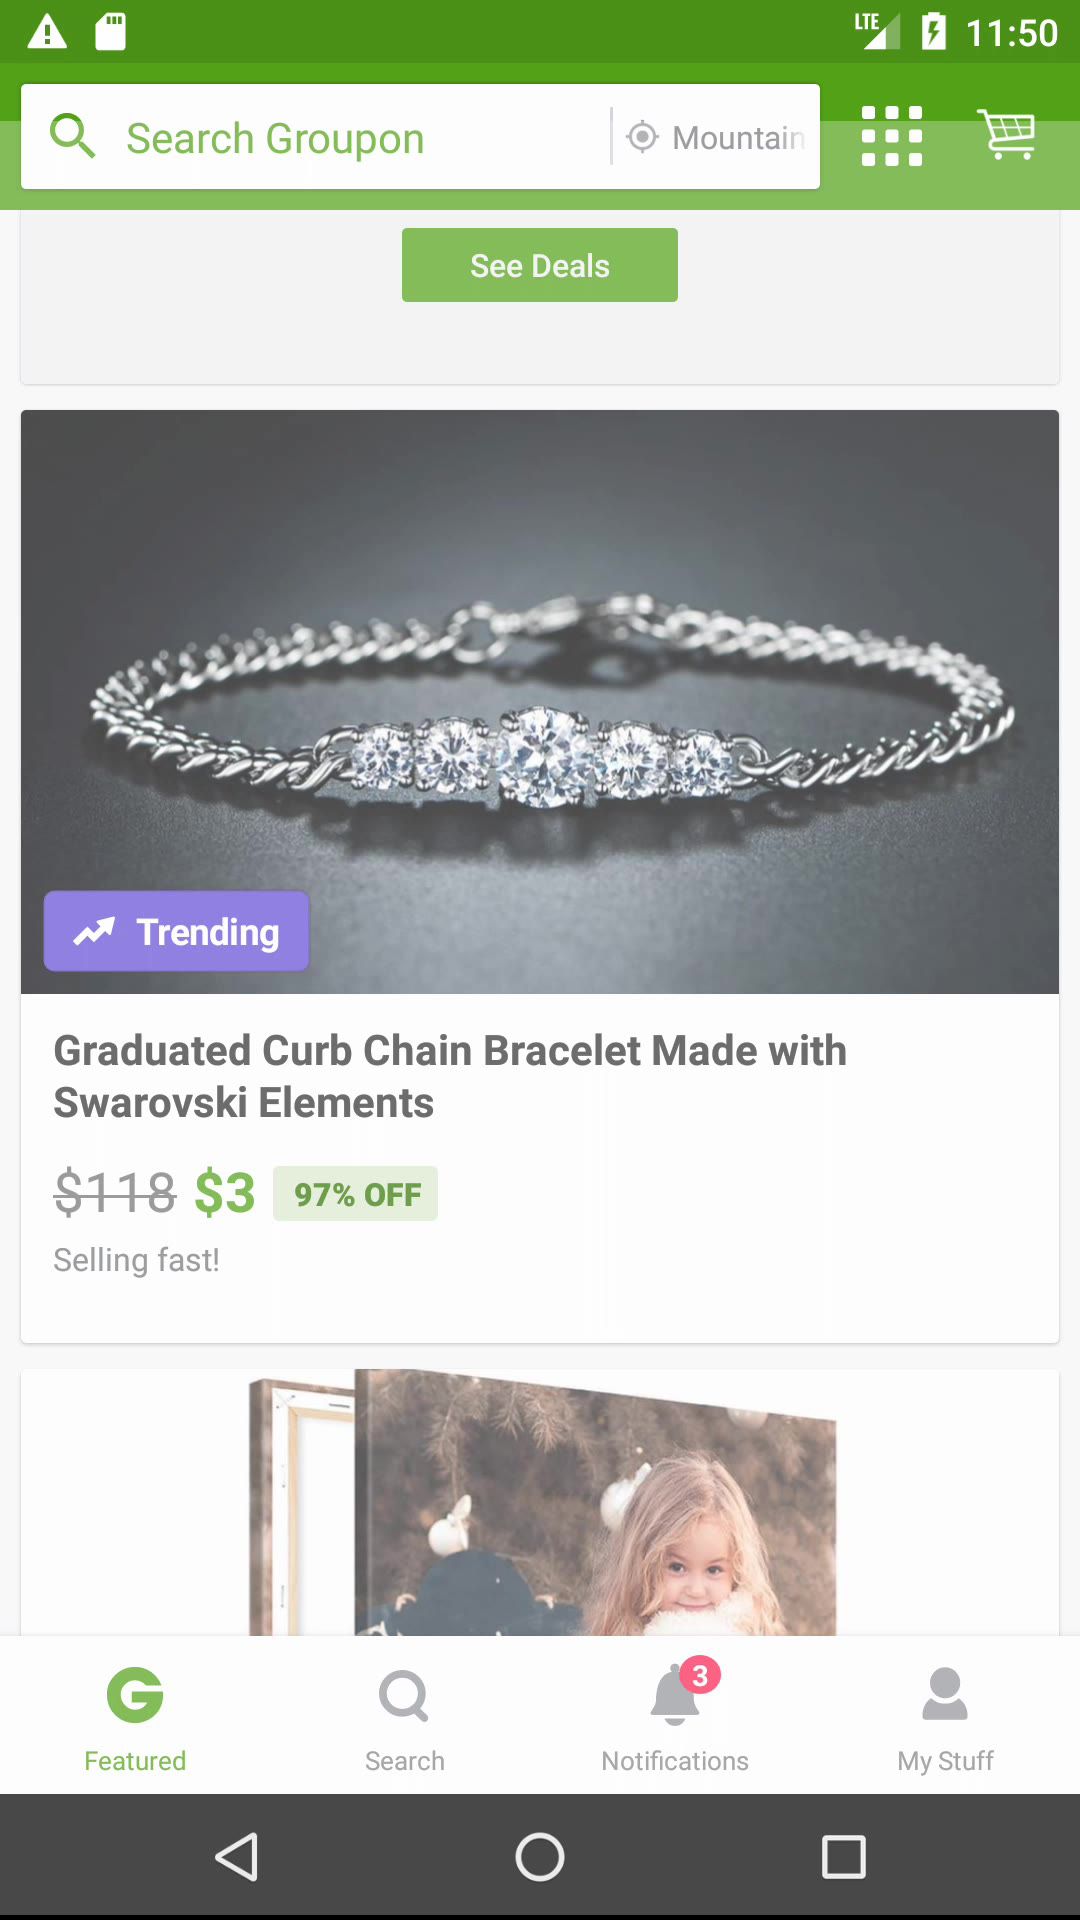 LTE
11:50
Search Groupon
Mountain
See Deals
Trending
Graduated Curb Chain Bracelet Made with
Swarovski Elements
$118 $3 97% OFF
Selling fast!
3
Featured
Search
Notifications
My Stuff